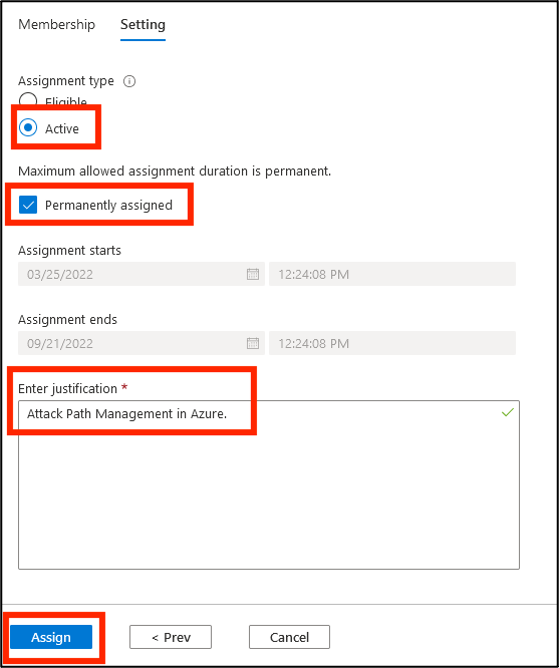 Membership Setting
Assignment type
Eligible
Active
Maximum allowed assignment duration is permanent.
Permanently assigned
Assignment starts
03/25/2022 12:24:08 PM
Assignment ends
09/21/2022 12:24:08 PM
Enter justification *
Attack Path Management in Azure.
Assign < Prev Cancel